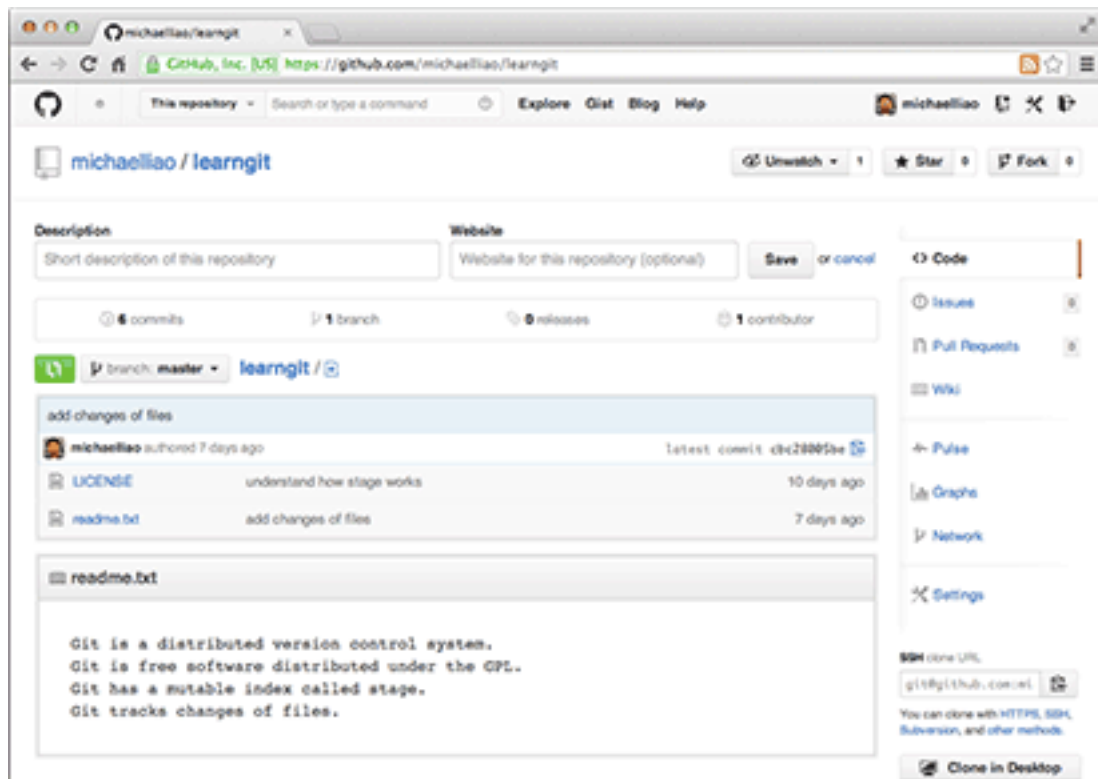 michaelliao/learngit
GitHub, Inc. [US] https://github.com/michaelliao/learngit
This repository Search or type a command Explore Gist Blog Help michaelliao
michaelliao / learngit Unwatch 1 Star 0 Fork 0
Description Website
Short description of this repository Website for this repository (optional) Save or cancel
Code
6 commits 1 branch 0 releases 1 contributor
Issues 0
Pull Requests 0
branch: master learngit /
Wiki
add changes of files
michaelliao authored 7 days ago latest commit cbc28005be
Pulse
LICENSE understand how stage works 10 days ago
Graphs
readme.txt add changes of files 7 days ago
Network
readme.txt
Settings
Git is a distributed version control system.
Git is free software distributed under the GPL.
Git has a mutable index called stage.
Git tracks changes of files.
SSH clone URL
git@github.com:mi
You can clone with HTTPS, SSH,
Subversion, and other methods.
Clone in Desktop